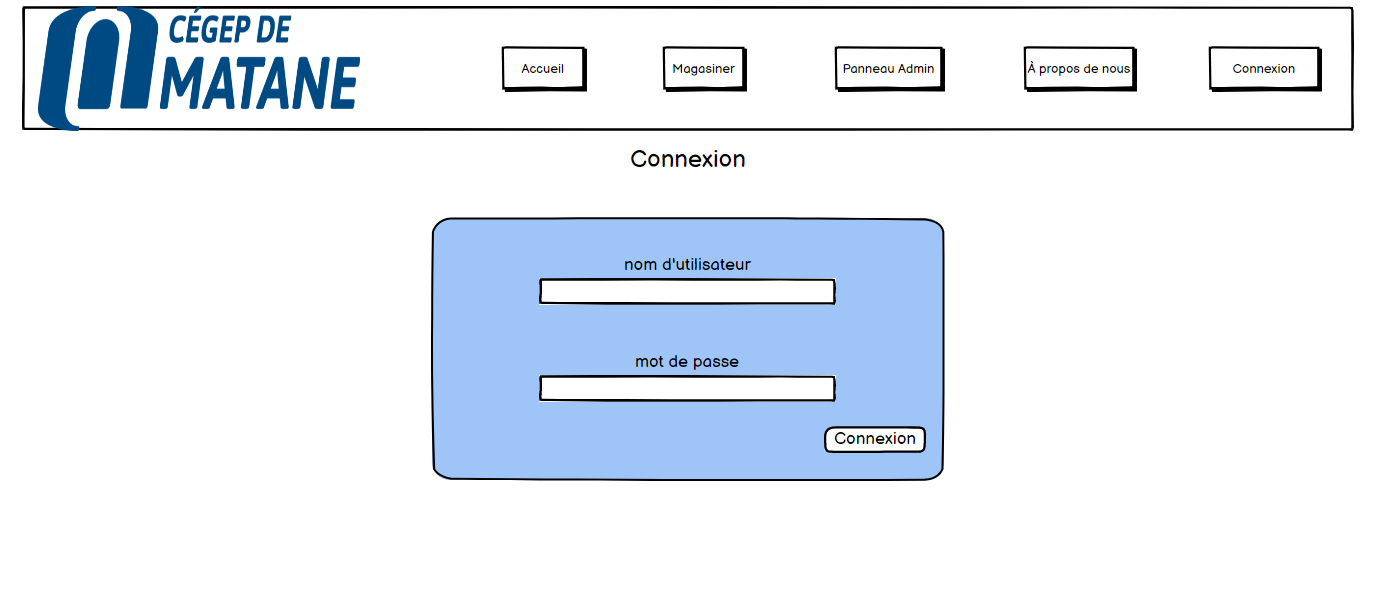 CÉGEP DE
MATANE
Accueil
Magasiner
Panneau Admin
À propos de nous
Connexion
Connexion
nom d'utilisateur
mot de passe
Connexion